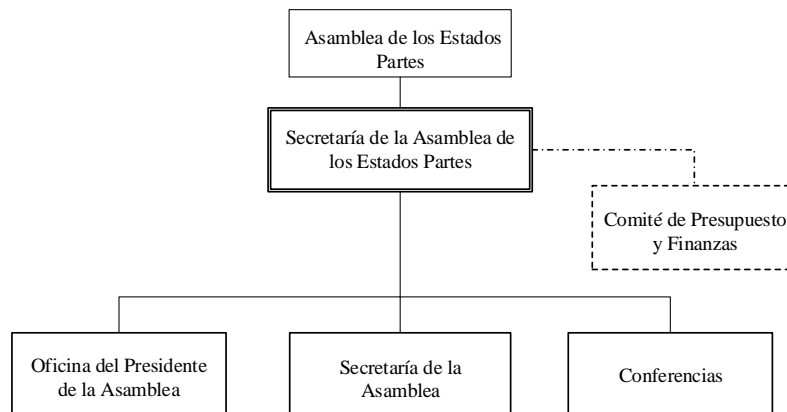 Asamblea de los Estados
Partes
Secretaría de la Asamblea de
los Estados Partes
Comité de Presupuesto
y Finanzas
Oficina del Presidente
de la Asamblea
Secretaría de la
Asamblea
Conferencias